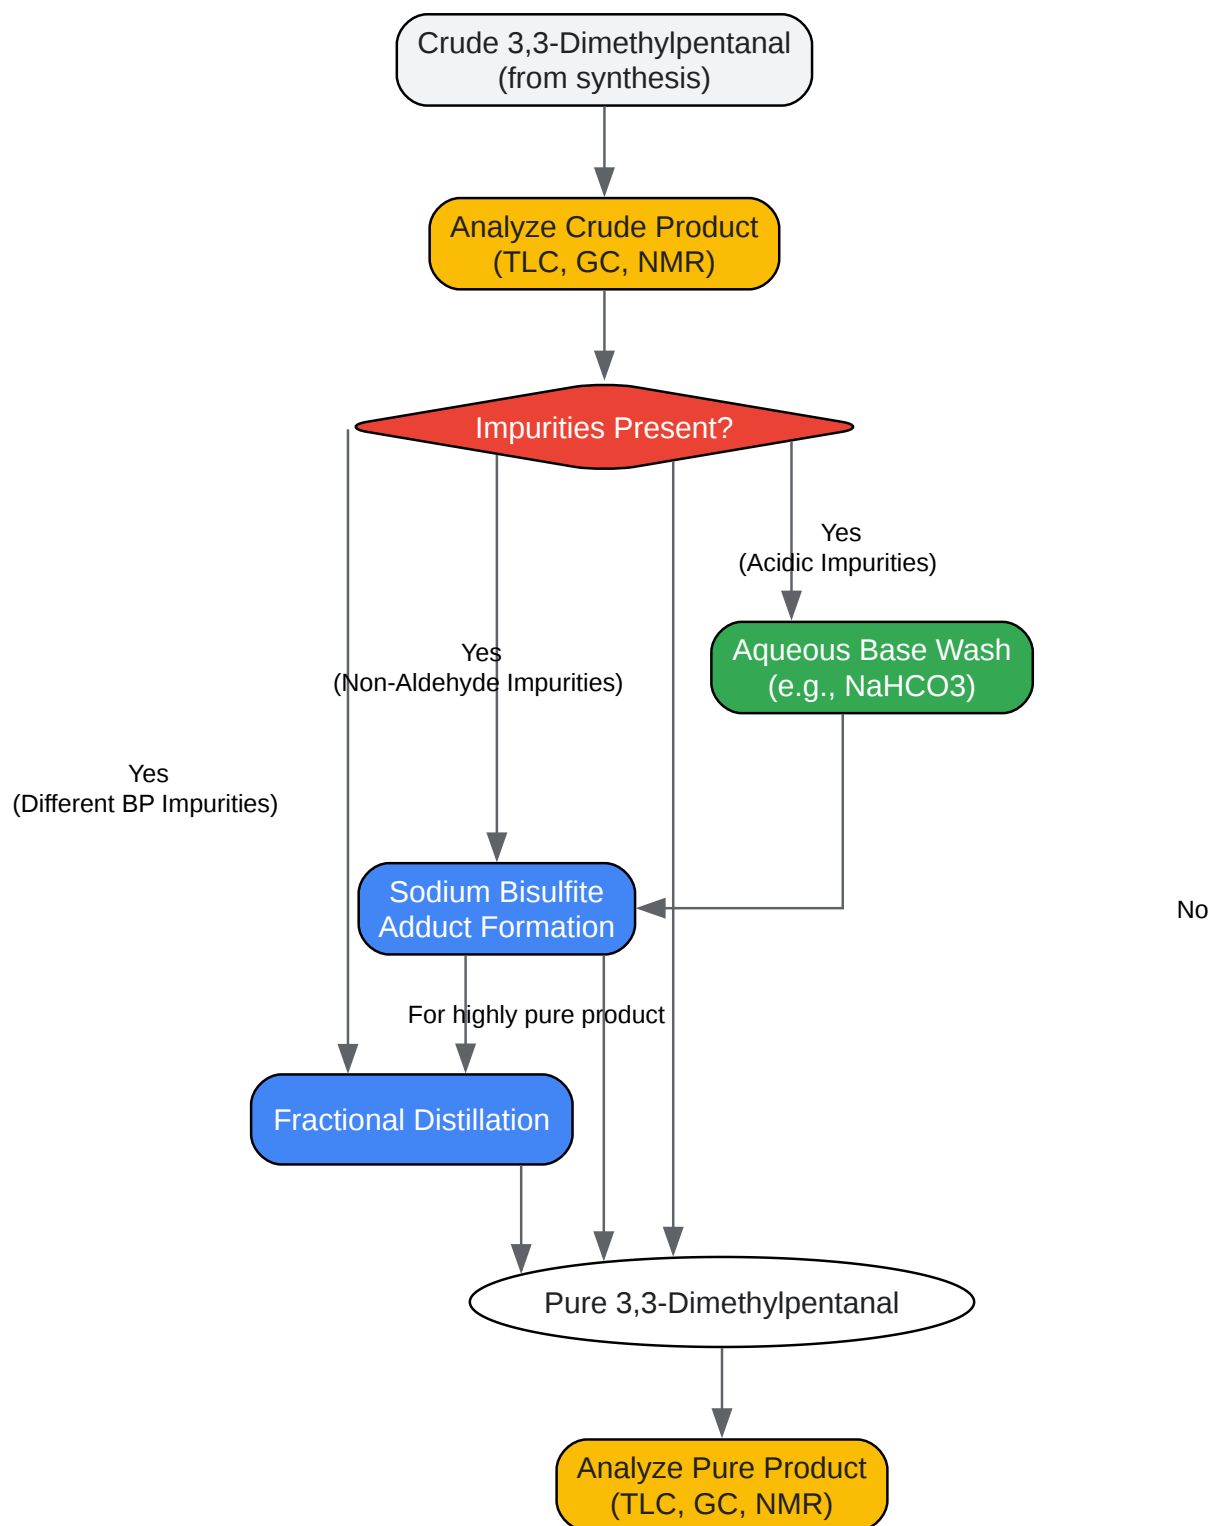 Crude 3,3-Dimethylpentanal
(from synthesis)
Analyze Crude Product
(TLC, GC, NMR)
Impurities Present?
Yes
(Acidic Impurities)
Yes
(Non-Aldehyde Impurities)
Aqueous Base Wash
(e.g., NaHCO3)
Yes
(Different BP Impurities)
Sodium Bisulfite
Adduct Formation
No
For highly pure product
Fractional Distillation
Pure 3,3-Dimethylpentanal
Analyze Pure Product
(TLC, GC, NMR)